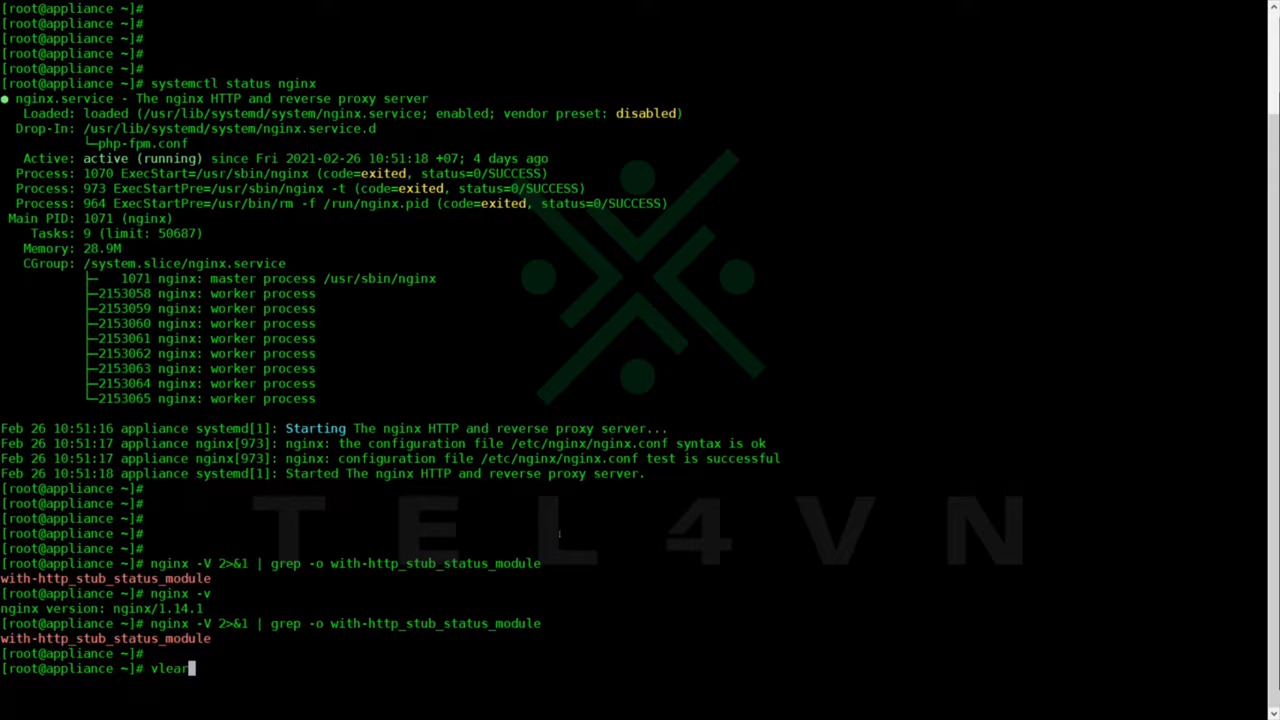 [root@appliance ~]#
[root@appliance ~]#
[root@appliance ~]#
[root@appliance ~]#
[root@appliance ~]#
[root@appliance ~]# systemctl status nginx
● nginx.service - The nginx HTTP and reverse proxy server
Loaded: loaded (/usr/lib/systemd/system/nginx.service; enabled; vendor preset: disabled)
Drop-In: /usr/lib/systemd/system/nginx.service.d
└─php-fpm.conf
Active: active (running) since Fri 2021-02-26 10:51:18 +07; 4 days ago
Process: 1070 ExecStart=/usr/sbin/nginx (code=exited, status=0/SUCCESS)
Process: 973 ExecStartPre=/usr/sbin/nginx -t (code=exited, status=0/SUCCESS)
Process: 964 ExecStartPre=/usr/bin/rm -f /run/nginx.pid (code=exited, status=0/SUCCESS)
Main PID: 1071 (nginx)
Tasks: 9 (limit: 50687)
Memory: 28.9M
CGroup: /system.slice/nginx.service
├─ 1071 nginx: master process /usr/sbin/nginx
├─2153058 nginx: worker process
├─2153059 nginx: worker process
├─2153060 nginx: worker process
├─2153061 nginx: worker process
├─2153062 nginx: worker process
├─2153063 nginx: worker process
├─2153064 nginx: worker process
└─2153065 nginx: worker process
Feb 26 10:51:16 appliance systemd[1]: Starting The nginx HTTP and reverse proxy server...
Feb 26 10:51:17 appliance nginx[973]: nginx: the configuration file /etc/nginx/nginx.conf syntax is ok
Feb 26 10:51:17 appliance nginx[973]: nginx: configuration file /etc/nginx/nginx.conf test is successful
Feb 26 10:51:18 appliance systemd[1]: Started The nginx HTTP and reverse proxy server.
[root@appliance ~]#
[root@appliance ~]#
[root@appliance ~]#
[root@appliance ~]#
[root@appliance ~]#
TEL4VN
[root@appliance ~]# nginx -V 2>&1 | grep -o with-http_stub_status_module
with-http_stub_status_module
[root@appliance ~]# nginx -v
nginx version: nginx/1.14.1
[root@appliance ~]# nginx -V 2>&1 | grep -o with-http_stub_status_module
with-http_stub_status_module
[root@appliance ~]#
[root@appliance ~]# vlear